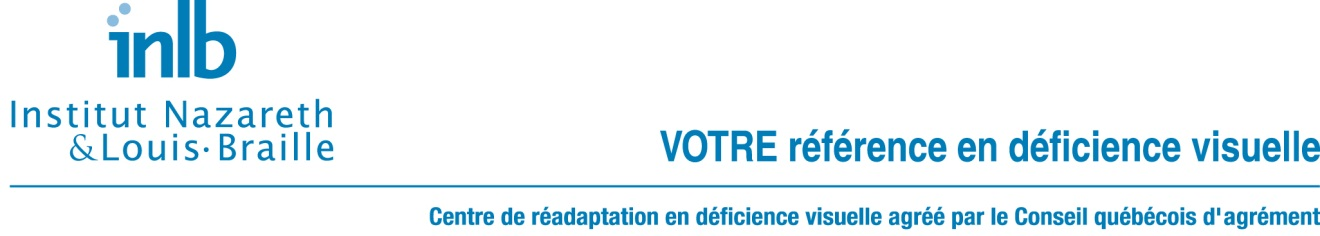 inlb
Institut Nazareth
&Louis·Braille
VOTRE référence en déficience visuelle
Centre de réadaptation en déficience visuelle agréé par le Conseil québécois d'agrément